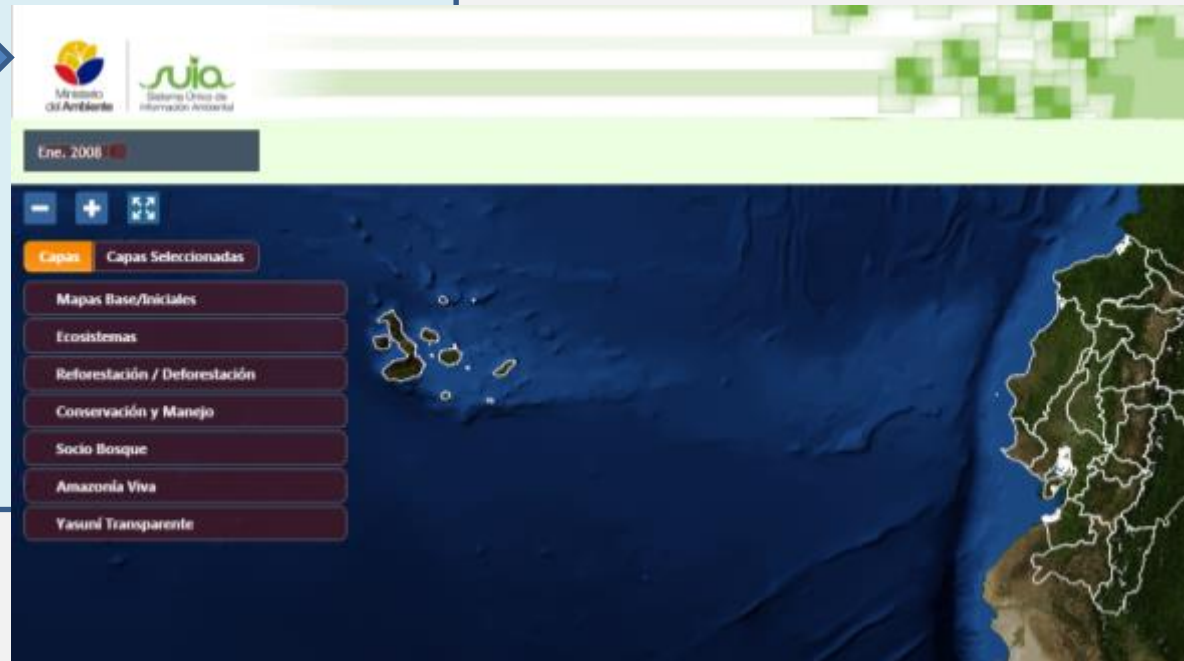 Ministerio
del Ambiente
suia
Sistema Único de
Información Ambiental
Ene. 2008
Capas
Capas Seleccionadas
Mapas Base/Iniciales
Ecosistemas
Reforestación / Deforestación
Conservación y Manejo
Socio Bosque
Amazonía Viva
Yasuní Transparente